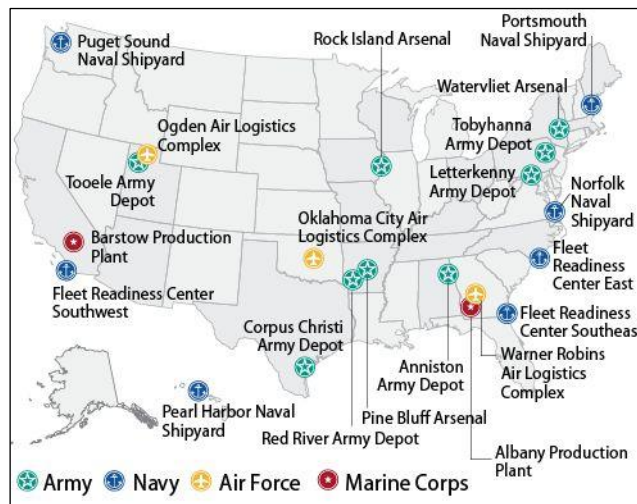 Puget Sound
Naval Shipyard
Rock Island Arsenal
Portsmouth
Naval Shipyard
Watervliet Arsenal
Ogden Air Logistics
Complex
Tobyhanna
Army Depot
Tooele Army
Depot
Letterkenny
Army Depot
Norfolk
Naval
Shipyard
Barstow Production
Plant
Oklahoma City Air
Logistics Complex
Fleet
Readiness
Center East
Fleet Readiness Center
Southwest
Fleet Readiness
Center Southeas
Corpus Christi
Army Depot
Anniston
Army Depot
Warner Robins
Air Logistics
Complex
Pearl Harbor Naval
Shipyard
Pine Bluff Arsenal
Red River Army Depot
Albany Production
Plant
Army
Navy
Air Force
Marine Corps